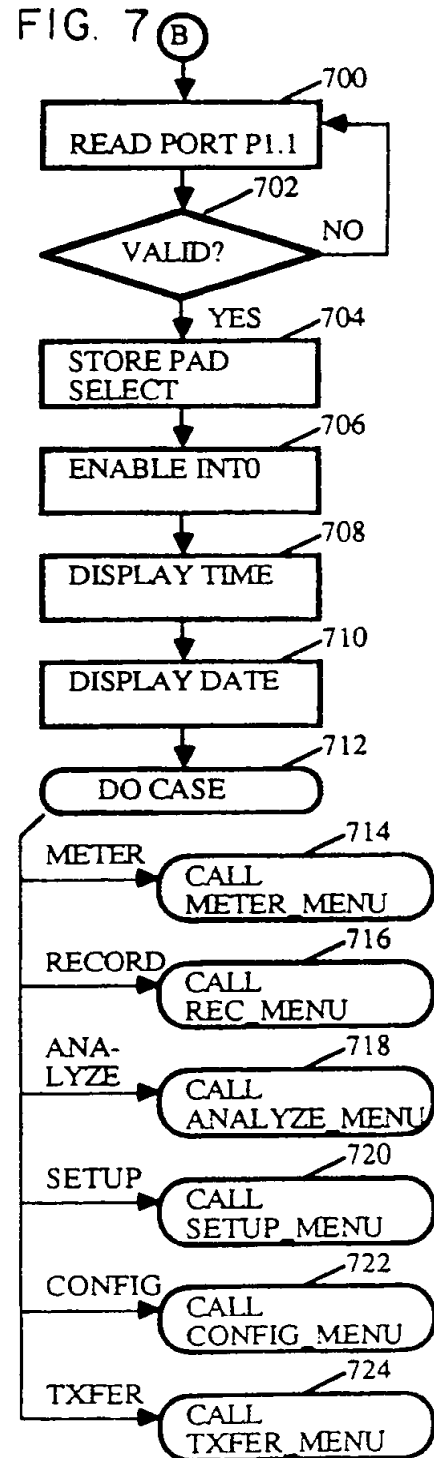 FIG. 7
B
700
READ PORT P1.1
702
VALID?
NO
YES
704
STORE PAD
SELECT
706
ENABLE INT0
708
DISPLAY TIME
710
DISPLAY DATE
712
DO CASE
METER
714
CALL
METER_MENU
RECORD
716
CALL
REC_MENU
ANA-
LYZE
718
CALL
ANALYZE_MENU
SETUP
720
CALL
SETUP_MENU
CONFIG
722
CALL
CONFIG_MENU
TXFER
724
CALL
TXFER_MENU